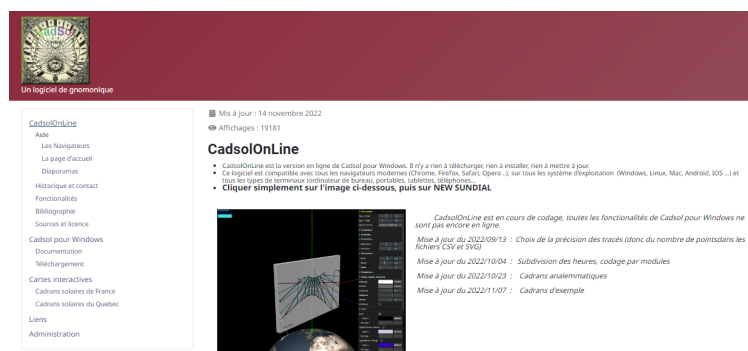 CadSol
Un logiciel de gnomonique
CadsolOnLine
Aide
Les Navigateurs
La page d'accueil
Diaporamas
Historique et contact
Fonctionalités
Bibliographie
Sources et licence
Cadsol pour Windows
Documentation
Téléchargement
Cartes interactives
Cadrans solaires de France
Cadrans solaires du Quebec
Liens
Administration
Mis à jour : 14 novembre 2022
Affichages : 19181
CadsolOnLine
CadsolOnLine est la version en ligne de Cadsol pour Windows. Il n'y a rien à télécharger, rien à installer, rien à mettre à jour.
Ce logiciel est compatible avec tous les navigateurs modernes (Chrome, Firefox, Safari, Opera ..), sur tous les système d'exploitation (Windows, Linux, Mac, Android, IOS ...) et
tous les types de terminaux (ordinateur de bureau, portables, tablettes, téléphones...
Cliquer simplement sur l'image ci-dessous, puis sur NEW SUNDIAL
CadsolOnLine est en cours de codage, toutes les fonctionalités de Cadsol pour Windows ne
sont pas encore en ligne.
Mise à jour du 2022/09/13 : Choix de la précision des tracés (donc du nombre de pointsdans les
fichiers CSV et SVG)
Mise à jour du 2022/10/04 : Subdivision des heures, codage par modules
Mise à jour du 2022/10/23 : Cadrans analemmatiques
Mise à jour du 2022/11/07 : Cadrans d'exemple